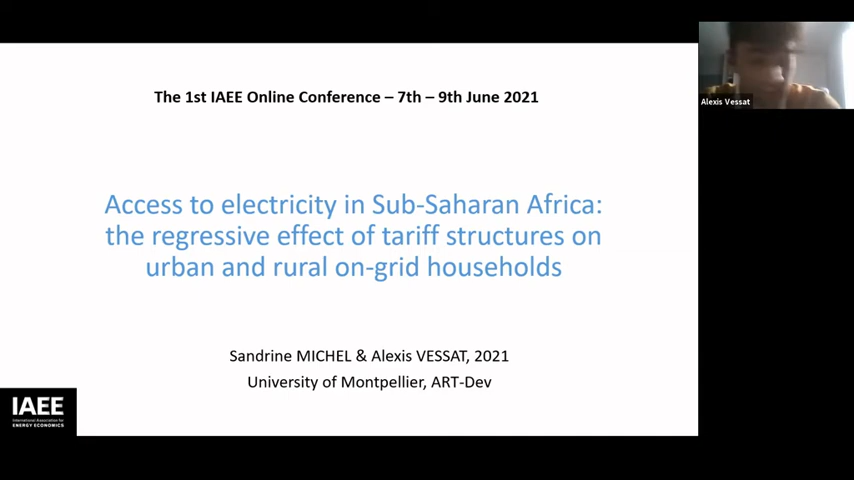 The 1st IAEE Online Conference – 7th – 9th June 2021
Alexis Vessat
Access to electricity in Sub-Saharan Africa:
the regressive effect of tariff structures on
urban and rural on-grid households
Sandrine MICHEL & Alexis VESSAT, 2021
University of Montpellier, ART-Dev
IAEE
International Association for
ENERGY ECONOMICS